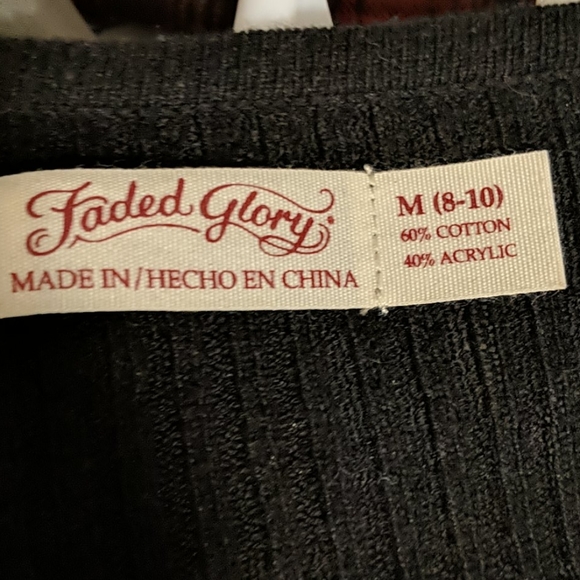 Faded Glory
MADE IN/HECHO EN CHINA
M (8-10)
60% COTTON
40% ACRYLIC